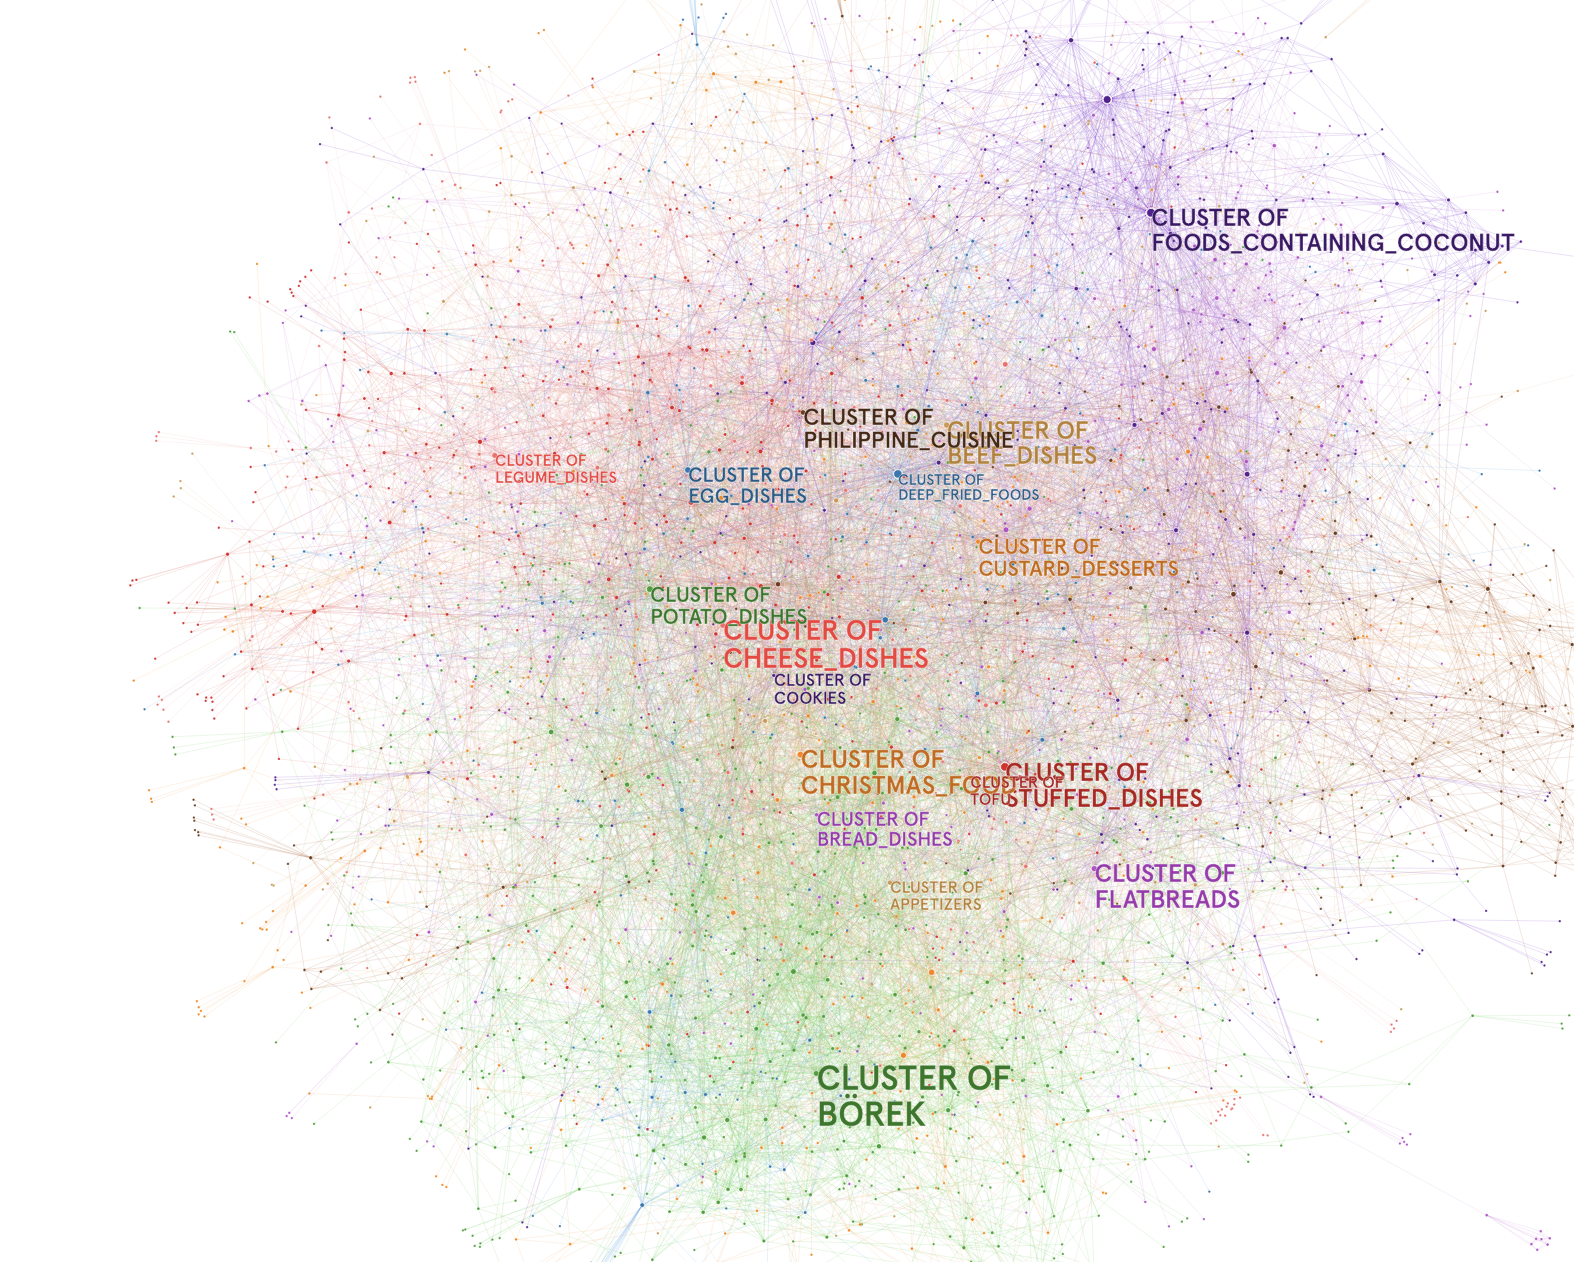 CLUSTER OF
FOODS_CONTAINING_COCONUT
CLUSTER OF
PHILIPPINE_CUISINE
CLUSTER OF
BEEF_DISHES
CLUSTER OF
LEGUME_DISHES
CLUSTER OF
EGG_DISHES
CLUSTER OF
DEEP_FRIED_FOODS
CLUSTER OF
CUSTARD_DESSERTS
CLUSTER OF
POTATO_DISHES
CLUSTER OF
CHEESE_DISHES
CLUSTER OF
COOKIES
CLUSTER OF
CHRISTMAS_FOODS
CLUSTER OF
TOFU
CLUSTER OF
STUFFED_DISHES
CLUSTER OF
BREAD_DISHES
CLUSTER OF
FLATBREADS
CLUSTER OF
APPETIZERS
CLUSTER OF
BÖREK